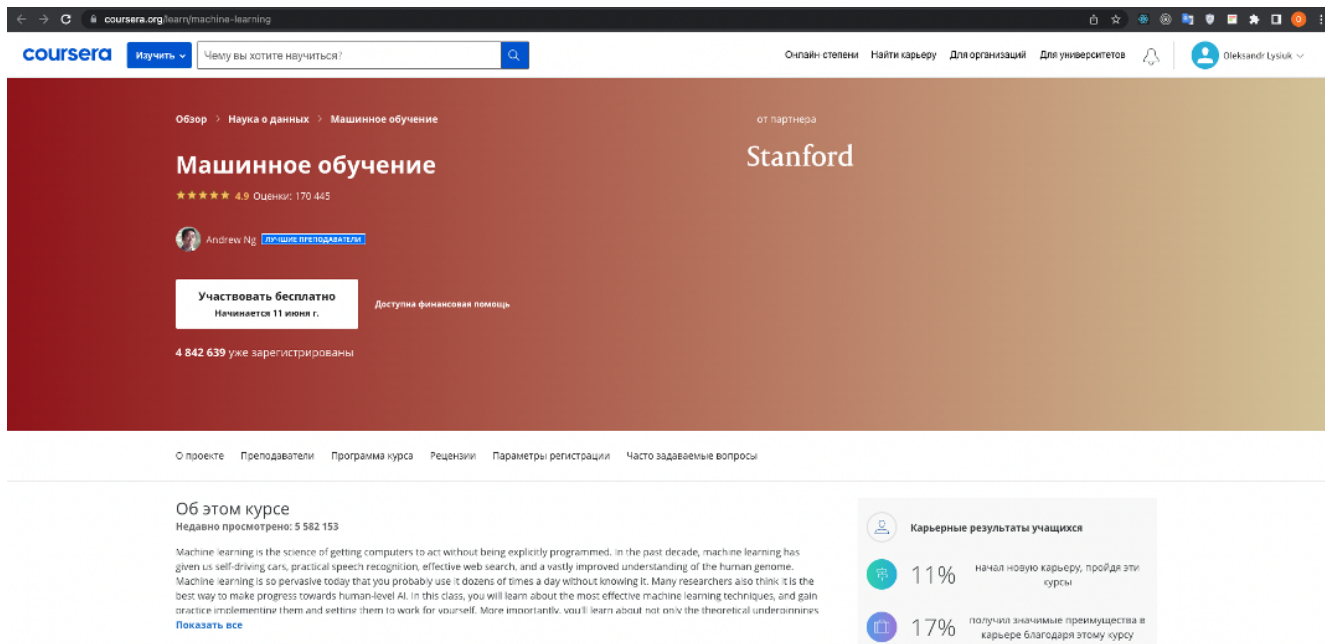 coursera.org/learn/machine-learning
coursera
Изучить
Чему вы хотите научиться?
Онлайн-степени Найти карьеру Для организаций Для университетов
Oleksandr Lysiuk
Обзор > Наука о данных > Машинное обучение
от партнера
Машинное обучение
Stanford
4.9 Оценки: 170 445
Andrew Ng ЛУЧШИЕ ПРЕПОДАВАТЕЛИ
Участвовать бесплатно
Начинается 11 июня г.
Доступна финансовая помощь
4 842 639 уже зарегистрированы
О проекте Преподаватели Программа курса Рецензии Параметры регистрации Часто задаваемые вопросы
Об этом курсе
Недавно просмотрено: 5 582 153
Machine learning is the science of getting computers to act without being explicitly programmed. In the past decade, machine learning has
given us self-driving cars, practical speech recognition, effective web search, and a vastly improved understanding of the human genome.
Machine learning is so pervasive today that you probably use it dozens of times a day without knowing it. Many researchers also think it is the
best way to make progress towards human-level AI. In this class, you will learn about the most effective machine learning techniques, and gain
practice implementing them and getting them to work for yourself. More importantly, you'll learn about not only the theoretical underpinnings
Показать все
Карьерные результаты учащихся
11% начал новую карьеру, пройдя эти
курсы
17% получил значимые преимущества в
карьере благодаря этому курсу